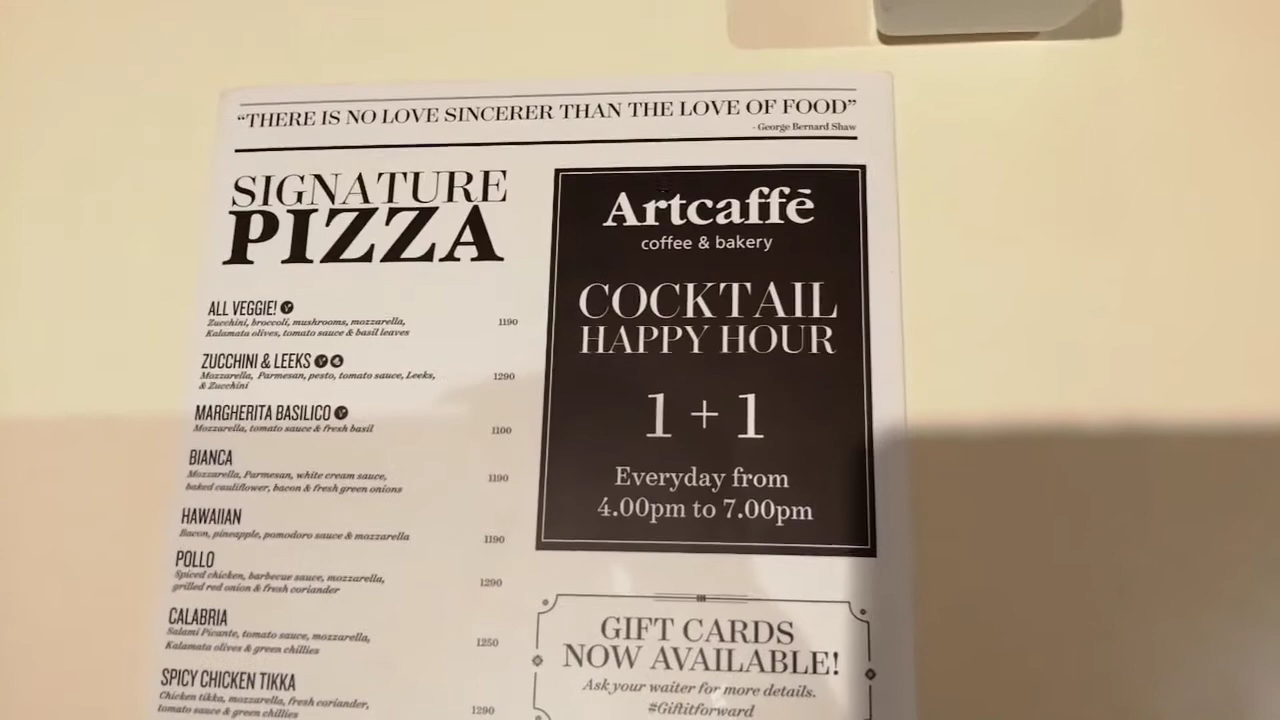 “THERE IS NO LOVE SINCERER THAN THE LOVE OF FOOD”
- George Bernard Shaw
SIGNATURE
PIZZA
ALL VEGGIE!
Zucchini, broccoli, mushrooms, mozzarella,
Kalamata olives, tomato sauce & basil leaves
1190
ZUCCHINI & LEEKS
Mozzarella, Parmesan, pesto, tomato sauce, Leeks,
& Zucchini
1290
MARGHERITA BASILICO
Mozzarella, tomato sauce & fresh basil
1100
BIANCA
Mozzarella, Parmesan, white cream sauce,
baked cauliflower, bacon & fresh green onions
1190
HAWAIIAN
Bacon, pineapple, pomodoro sauce & mozzarella
1190
POLLO
Spiced chicken, barbecue sauce, mozzarella,
grilled red onion & fresh coriander
1290
CALABRIA
Salami Picante, tomato sauce, mozzarella,
Kalamata olives & green chillies
1250
SPICY CHICKEN TIKKA
Chicken tikka, mozzarella, fresh coriander,
tomato sauce & green chillies
1290
Artcaffē
coffee & bakery
COCKTAIL
HAPPY HOUR
1 + 1
Everyday from
4.00pm to 7.00pm
GIFT CARDS
NOW AVAILABLE!
Ask your waiter for more details.
#Giftitforward